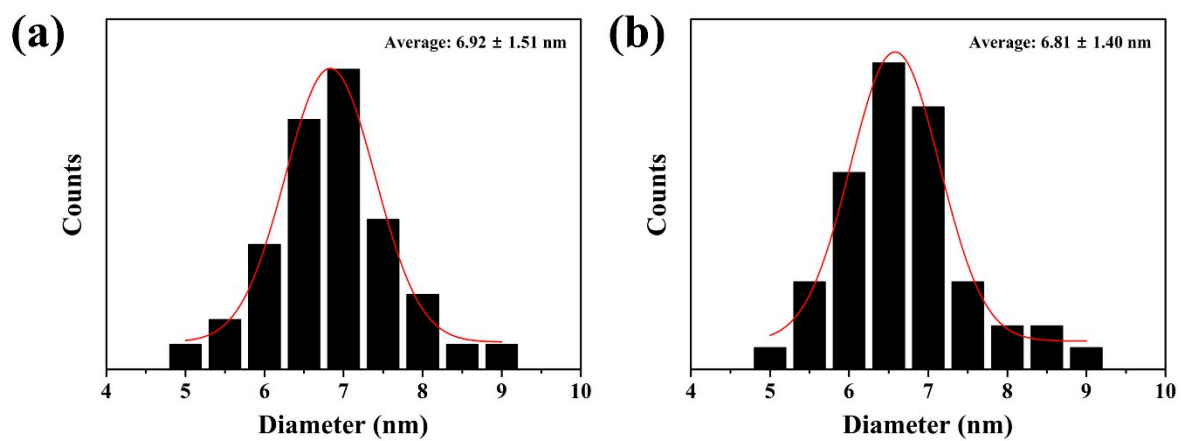 (a)
Average: 6.92 ± 1.51 nm
Counts
4 5 6 7 8 9 10
Diameter (nm)
(b)
Average: 6.81 ± 1.40 nm
Counts
4 5 6 7 8 9 10
Diameter (nm)